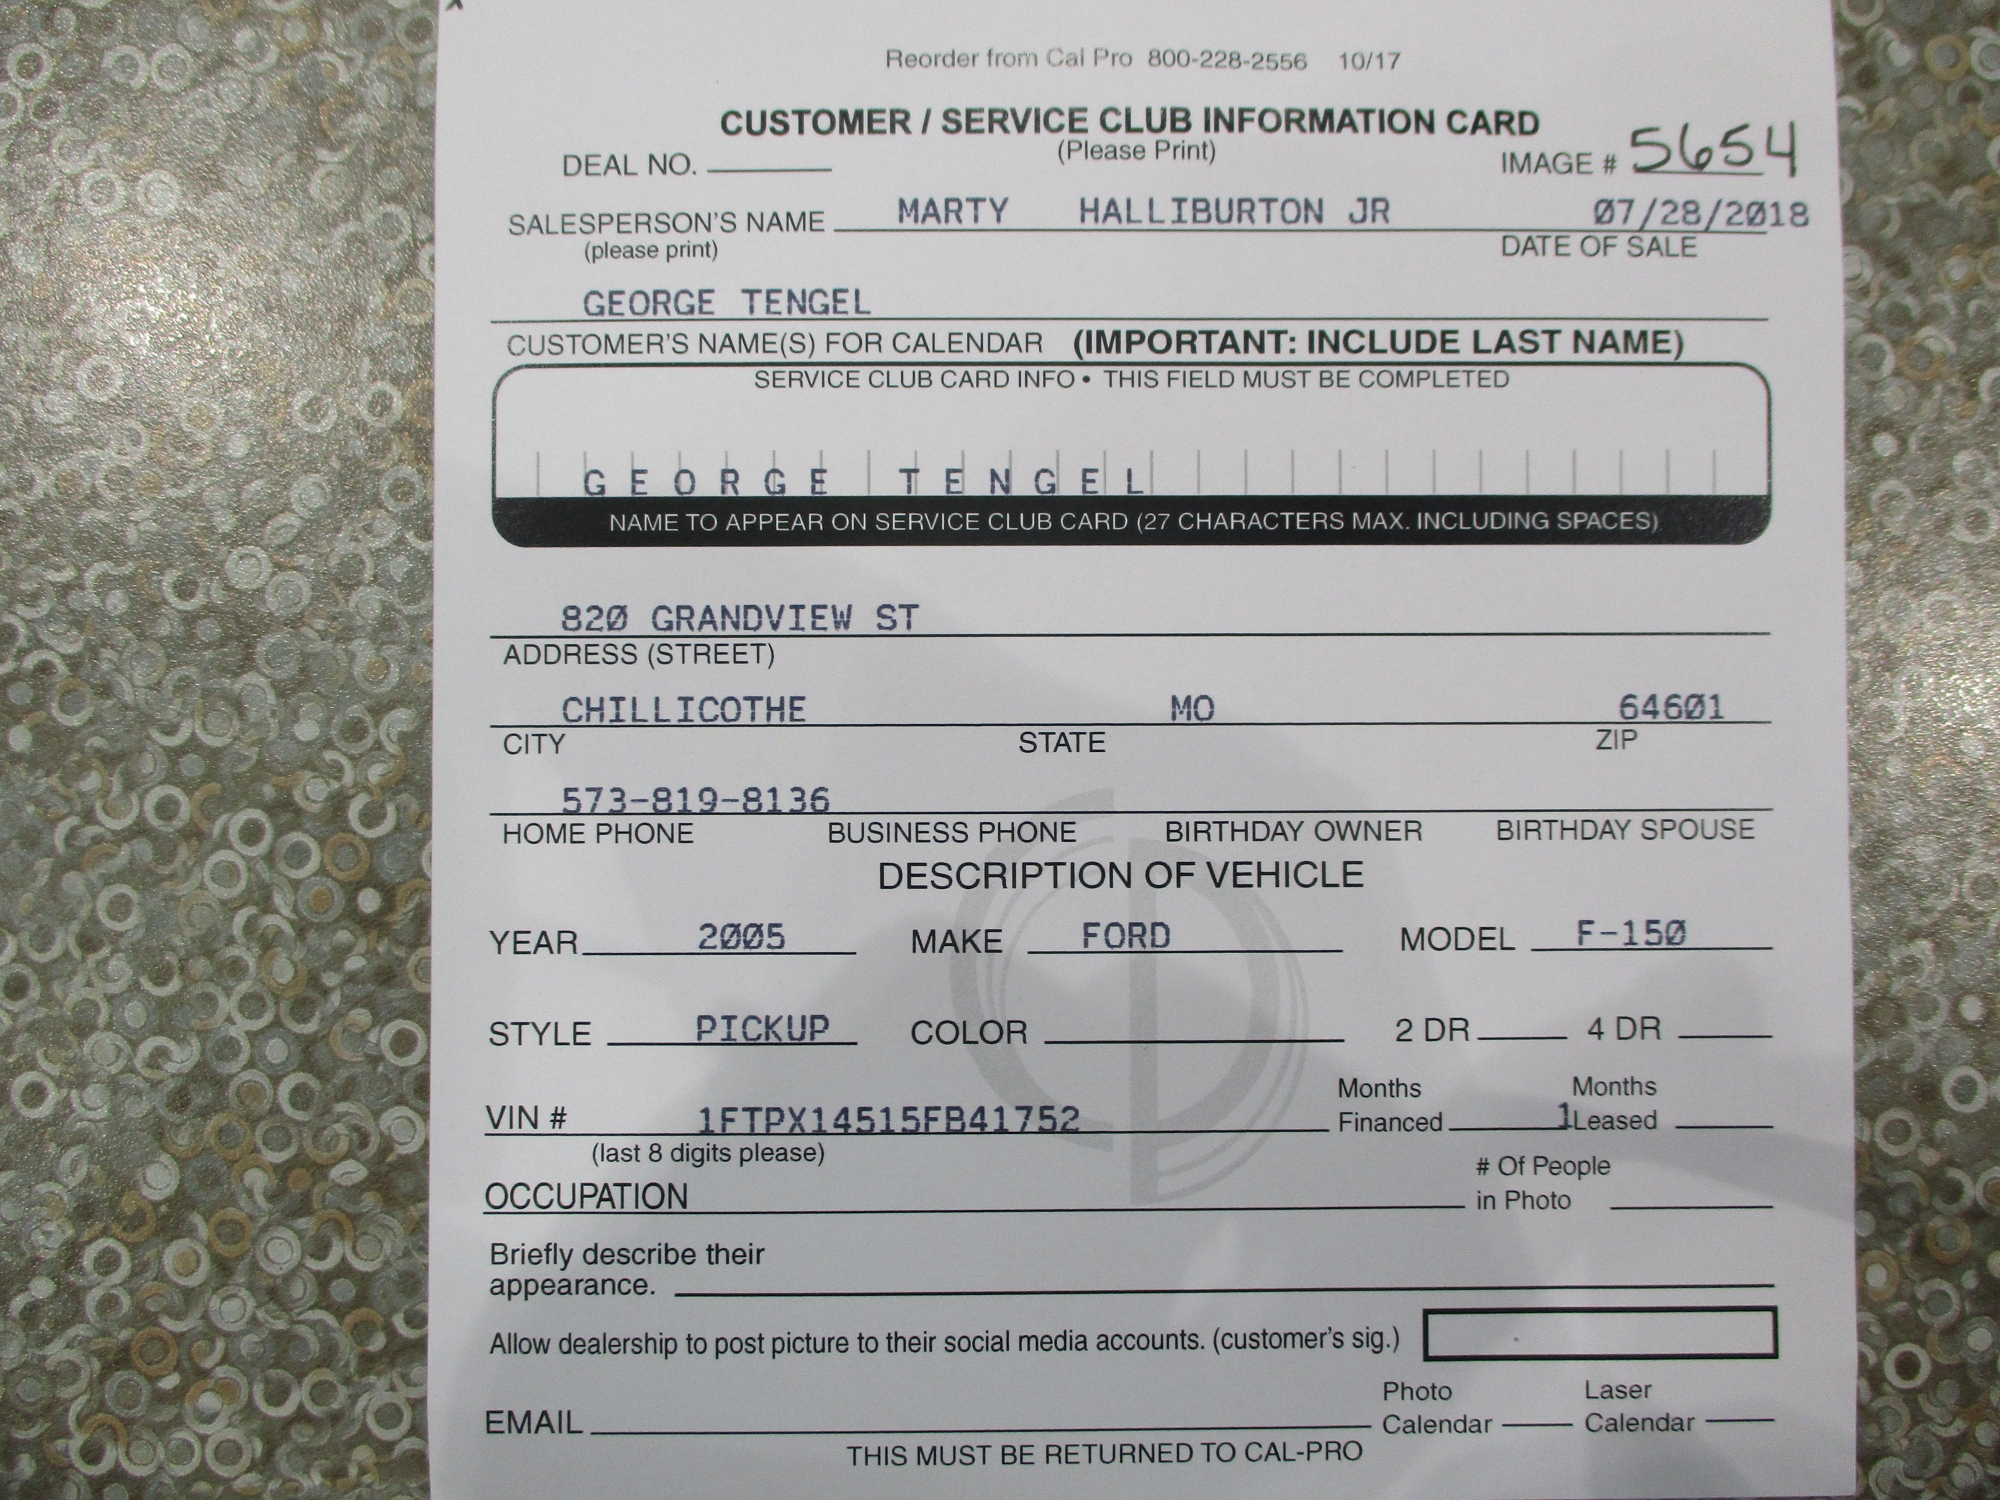 Reorder from Cal Pro 800-228-2556 10/17
CUSTOMER / SERVICE CLUB INFORMATION CARD
(Please Print)
DEAL NO. IMAGE # 5654
SALESPERSON'S NAME MARTY HALLIBURTON JR 07/28/2018
(please print) DATE OF SALE
GEORGE TENGEL
CUSTOMER'S NAME(S) FOR CALENDAR (IMPORTANT: INCLUDE LAST NAME)
SERVICE CLUB CARD INFO • THIS FIELD MUST BE COMPLETED
GEORGE TENGEL
NAME TO APPEAR ON SERVICE CLUB CARD (27 CHARACTERS MAX. INCLUDING SPACES)
820 GRANDVIEW ST
ADDRESS (STREET)
CHILLICOTHE MO 64601
CITY STATE ZIP
573-819-8136
HOME PHONE BUSINESS PHONE BIRTHDAY OWNER BIRTHDAY SPOUSE
DESCRIPTION OF VEHICLE
YEAR 2005 MAKE FORD MODEL F-150
STYLE PICKUP COLOR 2 DR 4 DR
Months Months
VIN # 1FTPX14515FB41752 Financed 1 Leased
(last 8 digits please)
# Of People
OCCUPATION in Photo
Briefly describe their
appearance.
Allow dealership to post picture to their social media accounts. (customer's sig.)
Photo Laser
EMAIL Calendar Calendar
THIS MUST BE RETURNED TO CAL-PRO